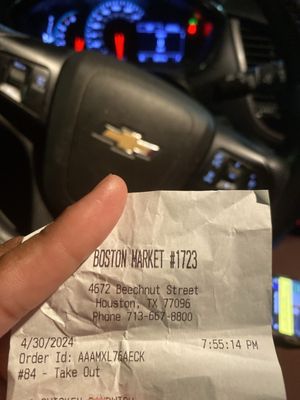 BOSTON MARKET #1723
4672 Beechnut Street
Houston, TX 77096
Phone 713-667-8800
4/30/2024 7:55:14 PM
Order Id: AAAMXL76AECK
#84 - Take Out